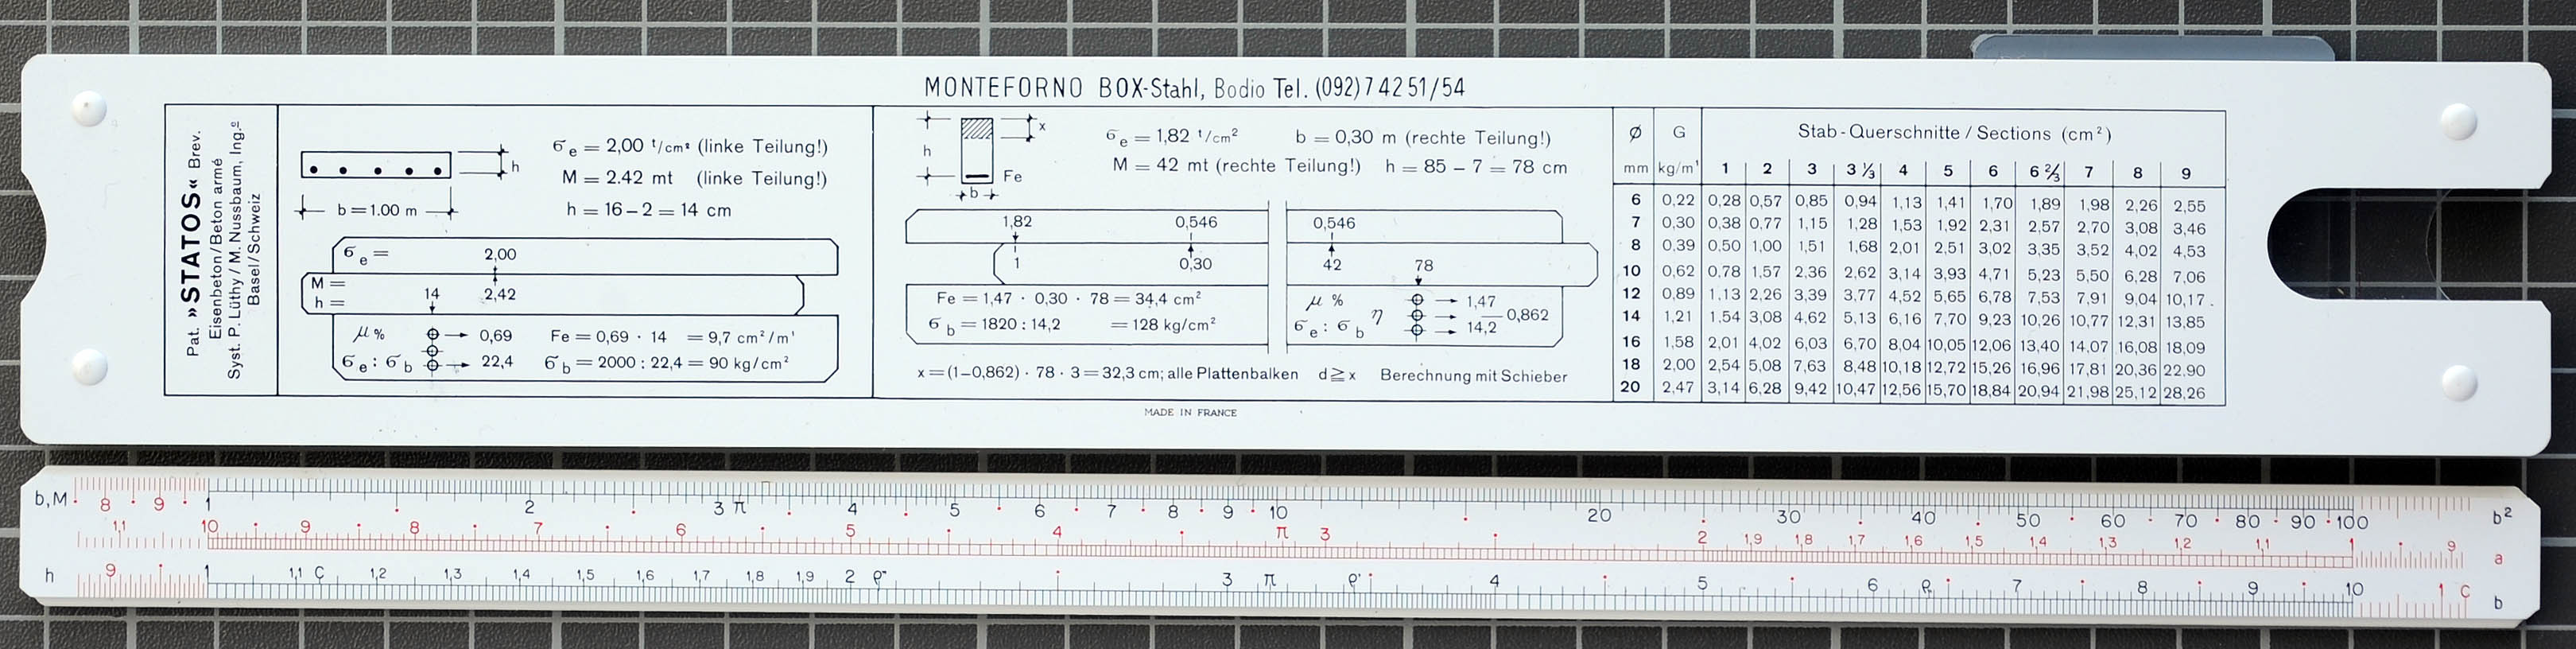 MONTEFORNO BOX-Stahl, Bodio Tel. (092) 7 42 51/54
Pat. »STATOS« Brev.
Eisenbeton/Beton armé
Syst. P. Lüthy / M. Nussbaum, Ing.º
Basel/Schweiz
h
b = 1.00 m
σe = 2,00 t/cm² (linke Teilung!)
M = 2.42 mt (linke Teilung!)
h = 16 – 2 = 14 cm
σe = 2,00
M =
h = 14 2,42
μ % 0,69 Fe = 0,69 · 14 = 9,7 cm²/m'
σe : σb 22,4 σb = 2000 : 22,4 = 90 kg/cm²
x
h
Fe
b
σe = 1,82 t/cm² b = 0,30 m (rechte Teilung!)
M = 42 mt (rechte Teilung!) h = 85 – 7 = 78 cm
1,82 0,546 0,546
1 0,30 42 78
Fe = 1,47 · 0,30 · 78 = 34,4 cm² μ % 1,47
η 0,862
σb = 1820 : 14,2 = 128 kg/cm² σe : σb 14,2
x = (1–0,862) · 78 · 3 = 32,3 cm; alle Plattenbalken d ≧ x Berechnung mit Schieber
MADE IN FRANCE
Ø G Stab-Querschnitte / Sections (cm²)
mm kg/m' 1 2 3 3 ⅓ 4 5 6 6 ⅔ 7 8 9
6 0,22 0,28 0,57 0,85 0,94 1,13 1,41 1,70 1,89 1,98 2,26 2,55
7 0,30 0,38 0,77 1,15 1,28 1,53 1,92 2,31 2,57 2,70 3,08 3,46
8 0,39 0,50 1,00 1,51 1,68 2,01 2,51 3,02 3,35 3,52 4,02 4,53
10 0,62 0,78 1,57 2,36 2,62 3,14 3,93 4,71 5,23 5,50 6,28 7,06
12 0,89 1,13 2,26 3,39 3,77 4,52 5,65 6,78 7,53 7,91 9,04 10,17
14 1,21 1,54 3,08 4,62 5,13 6,16 7,70 9,23 10,26 10,77 12,31 13,85
16 1,58 2,01 4,02 6,03 6,70 8,04 10,05 12,06 13,40 14,07 16,08 18,09
18 2,00 2,54 5,08 7,63 8,48 10,18 12,72 15,26 16,96 17,81 20,36 22,90
20 2,47 3,14 6,28 9,42 10,47 12,56 15,70 18,84 20,94 21,98 25,12 28,26
b,M 8 9 1 2 3 π 4 5 6 7 8 9 10 20 30 40 50 60 70 80 90 100 b²
1,1 10 9 8 7 6 5 4 π 3 2 1,9 1,8 1,7 1,6 1,5 1,4 1,3 1,2 1,1 1 9 a
h 9 1 1,1 C 1,2 1,3 1,4 1,5 1,6 1,7 1,8 1,9 2 ρ" 3 π ρ' 4 5 6 ρ 7 8 9 10 1 C b